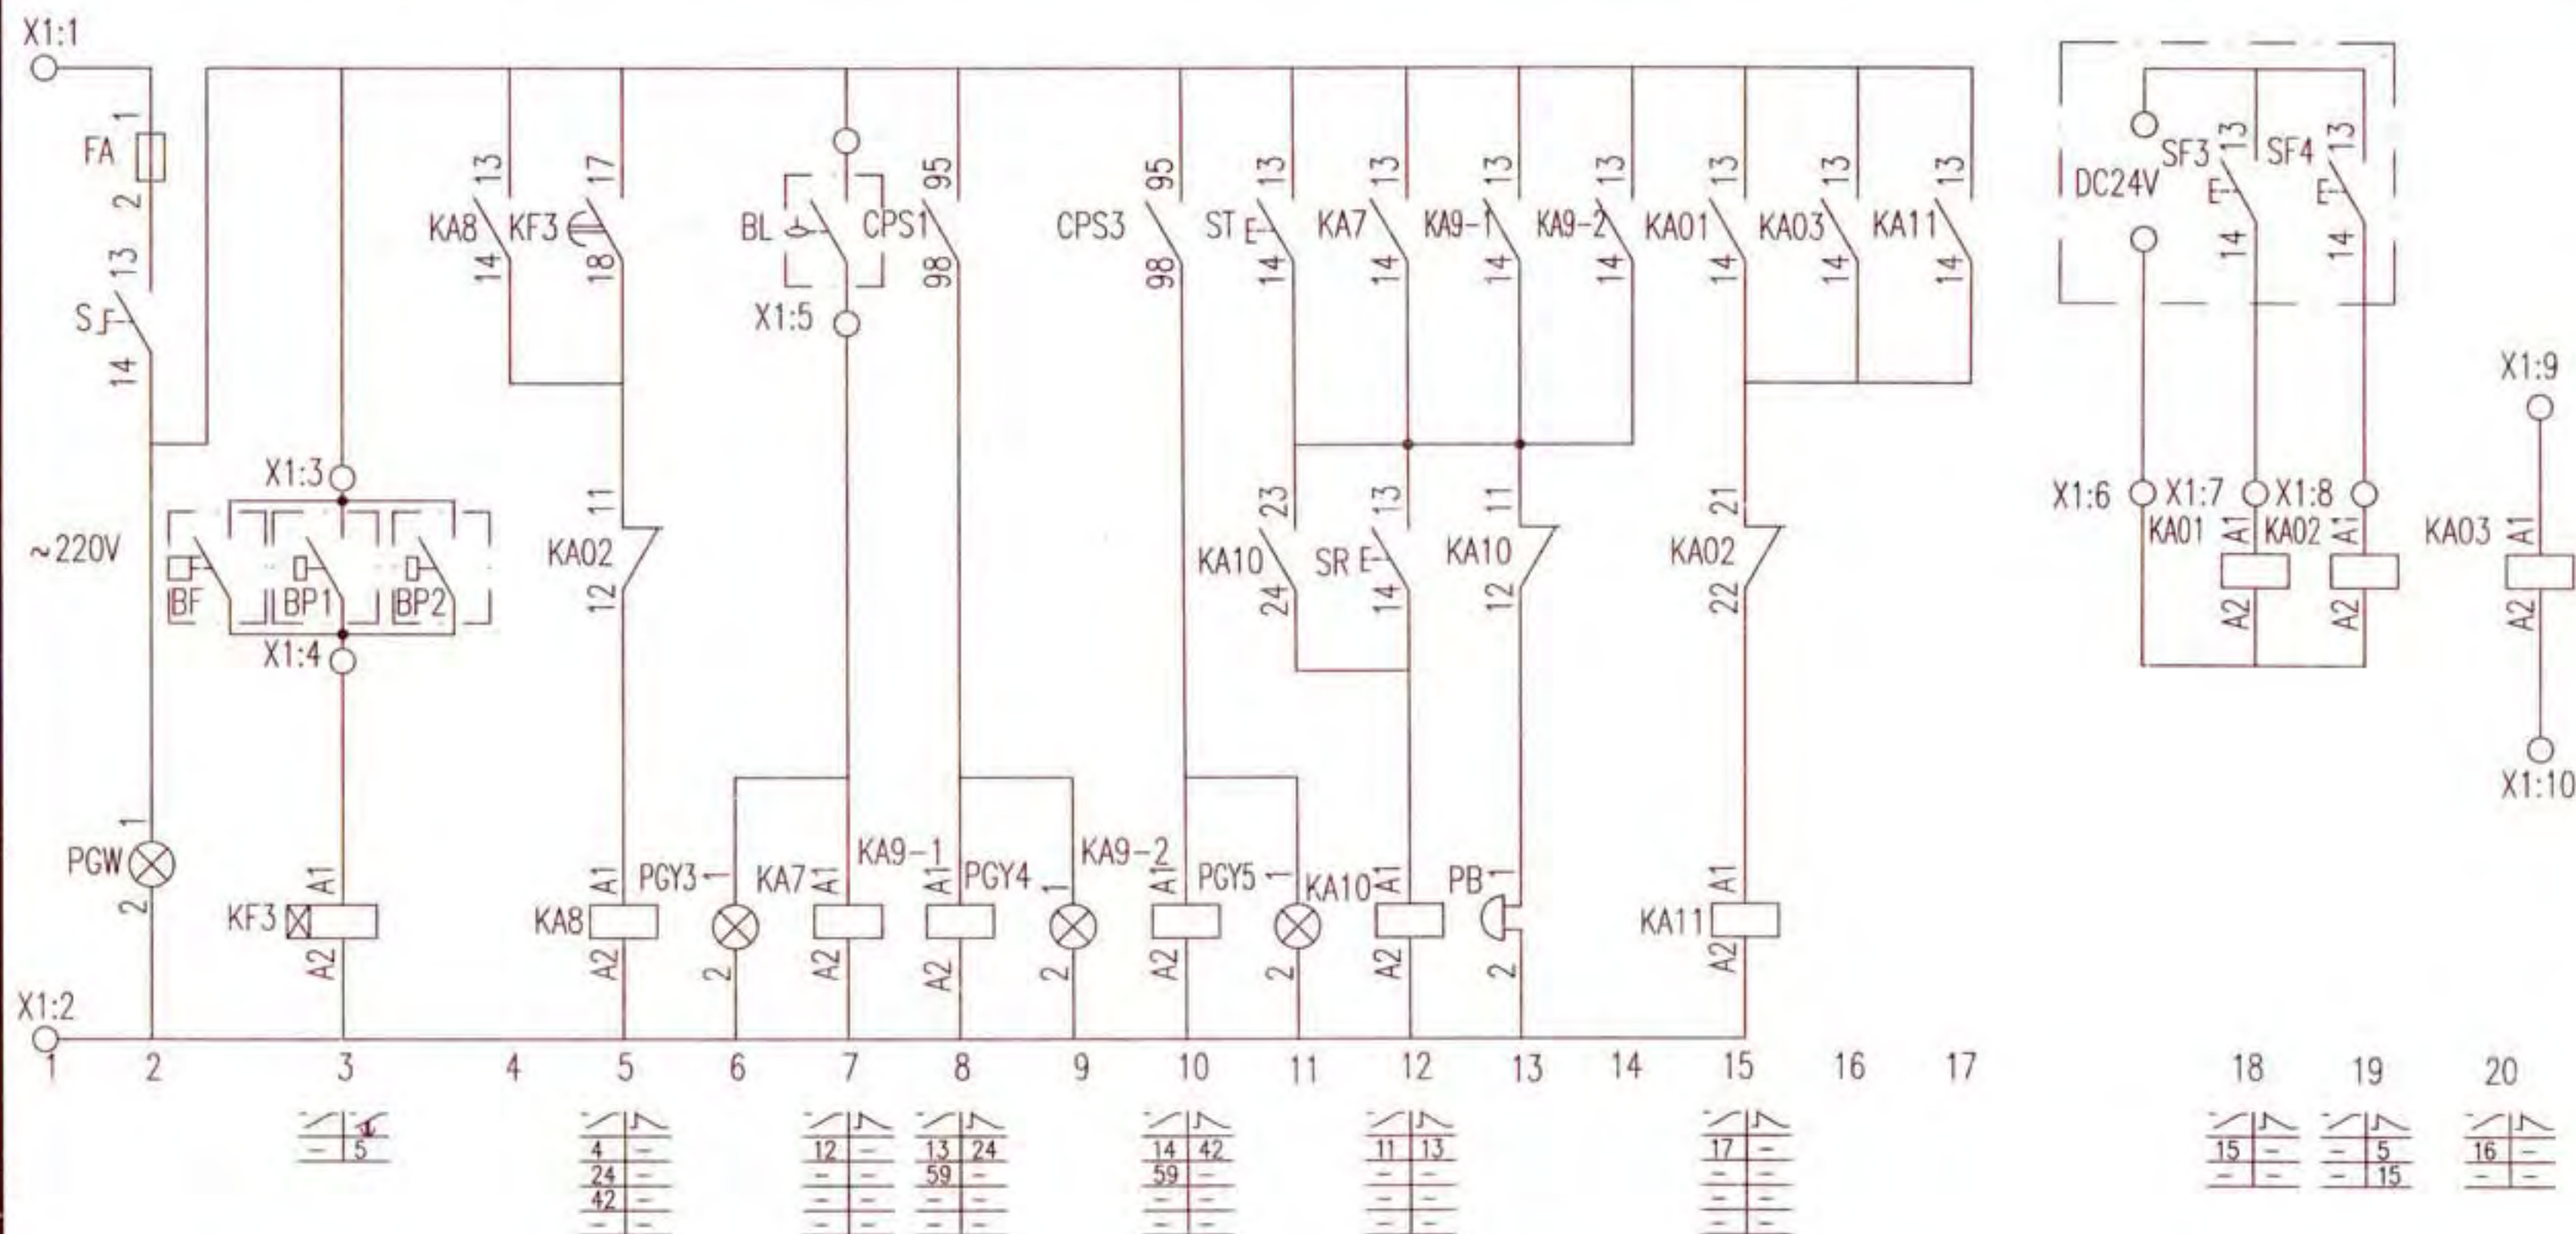 X1:1
1
FA
2
13
S
14
~220V
1
PGW
2
X1:2
X1:3
BF
BP1
BP2
X1:4
A1
KF3
A2
13
KA8
14
17
KF3
18
11
KA02
12
A1
KA8
A2
BL
X1:5
PGY3
1
2
KA7
A1
A2
95
CPS1
98
KA9-1
A1
A2
PGY4
1
2
95
CPS3
98
KA9-2
A1
A2
PGY5
1
2
13
ST
14
23
KA10
24
13
KA7
14
13
SR
14
KA10
A1
A2
13
KA9-1
14
11
KA10
12
PB
1
2
13
KA9-2
14
13
KA01
14
21
KA02
22
A1
KA11
A2
13
KA03
14
13
KA11
14
DC24V
SF3
13
14
SF4
13
14
X1:6
X1:7
X1:8
KA01
A1
A2
KA02
A1
A2
X1:9
KA03
A1
A2
X1:10
1 2 3 4 5 6 7 8 9 10 11 12 13 14 15 16 17 18 19 20
- 5 4 - 12 - 13 24 14 42 11 13 17 - 15 - - 5 16 -
24 - - - 59 - 59 - - - - - - - - 15 - -
42 - - - - - - - - - - -
- - - - - - - - - - - -